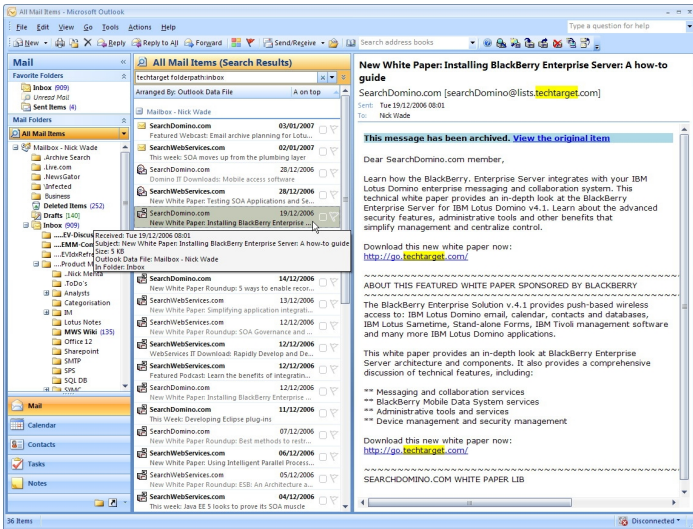 All Mail Items - Microsoft Outlook
File Edit View Go Tools Actions Help
Type a question for help
New Reply Reply to All Forward Send/Receive Search address books
Mail
Favorite Folders
Inbox (909)
Unread Mail
Sent Items (4)
Mail Folders
All Mail Items
Mailbox - Nick Wade
.Archive Search
.Live.com
.NewsGator
\Infected
Business
Deleted Items (252)
Drafts [140]
Inbox (909)
....EV-Discus
....EMM-Con
....EVIdxRefre
....Product M
..Nick Mehta
.ToDo's
Analysts
Categorisation
IM
Lotus Notes
MWS Wiki (135)
Office 12
Sharepoint
SMTP
SPS
SQL DB
SYMC
Mail
Calendar
Contacts
Tasks
Notes
36 Items
All Mail Items (Search Results)
techtarget folderpath:inbox
Arranged By: Outlook Data File A on top
Mailbox - Nick Wade
SearchDomino.com 03/01/2007
Featured Webcast: Email archive planning for Lotu...
SearchWebServices.com 02/01/2007
This week: SOA moves up from the plumbing layer
SearchDomino.com 28/12/2006
Domino IT Downloads: Mobile access software
SearchWebServices.com 28/12/2006
New White Paper: Testing SOA Applications and Se...
SearchDomino.com 19/12/2006
New White Paper: Installing BlackBerry Enterprise ...
Received: Tue 19/12/2006 08:01
Subject: New White Paper: Installing BlackBerry Enterprise Server: A how-to guide
Size: 5 KB
Outlook Data File: Mailbox - Nick Wade
In Folder: Inbox
SearchDomino.com 14/12/2006
New White Paper Roundup: 5 ways to enable recor...
SearchWebServices.com 13/12/2006
New White Paper: Simplifying application integrati...
SearchWebServices.com 12/12/2006
New White Paper Roundup: SOA Governance and ...
SearchWebServices.com 12/12/2006
WebServices IT Download: Rapidly Develop and De...
SearchWebServices.com 12/12/2006
Featured Podcast: Learn the benefits of integratin...
SearchDomino.com 12/12/2006
New White Paper: Installing BlackBerry Enterprise ...
SearchDomino.com 11/12/2006
This Week: Developing Eclipse plug-ins
SearchDomino.com 07/12/2006
New White Paper Roundup: Best methods to restr...
SearchWebServices.com 06/12/2006
New White Paper: Using Intelligent Parallel Process...
SearchWebServices.com 05/12/2006
New White Paper Roundup: ESB: An Architecture a...
SearchWebServices.com 04/12/2006
This week: Java EE 5 looks to prove its SOA muscle
New White Paper: Installing BlackBerry Enterprise Server: A how-to
guide
SearchDomino.com [searchDomino@lists.techtarget.com]
Sent: Tue 19/12/2006 08:01
To: Nick Wade
This message has been archived. View the original item
Dear SearchDomino.com member,
Learn how the BlackBerry. Enterprise Server integrates with your IBM
Lotus Domino enterprise messaging and collaboration system. This
technical white paper provides an in-depth look at the BlackBerry
Enterprise Server for IBM Lotus Domino v4.1. Learn about the advanced
security features, administrative tools and other benefits that
simplify management and centralize control.
Download this new white paper now:
http://go.techtarget.com/
~~~~~~~~~~~~~~~~~~~~~~~~~~~~~~~~~~~~~~~~~~~~~~~~
ABOUT THIS FEATURED WHITE PAPER SPONSORED BY BLACKBERRY
~~~~~~~~~~~~~~~~~~~~~~~~~~~~~~~~~~~~~~~~~~~~~~~~
The BlackBerry Enterprise Solution v.4.1 provides push-based wireless
access to: IBM Lotus Domino email, calendar, contacts and databases,
IBM Lotus Sametime, Stand-alone Forms, IBM Tivoli management software
and many more IBM Lotus Domino applications.
This white paper provides an in-depth look at BlackBerry Enterprise
Server architecture and components. It also provides a comprehensive
discussion of technical features, including:
** Messaging and collaboration services
** BlackBerry Mobile Data System services
** Administrative tools and services
** Device management and security management
Download this new white paper now:
http://go.techtarget.com/
~~~~~~~~~~~~~~~~~~~~~~~~~~~~~~~~~~~~~~~~~~~~~~~~
SEARCHDOMINO.COM WHITE PAPER LIB
Disconnected